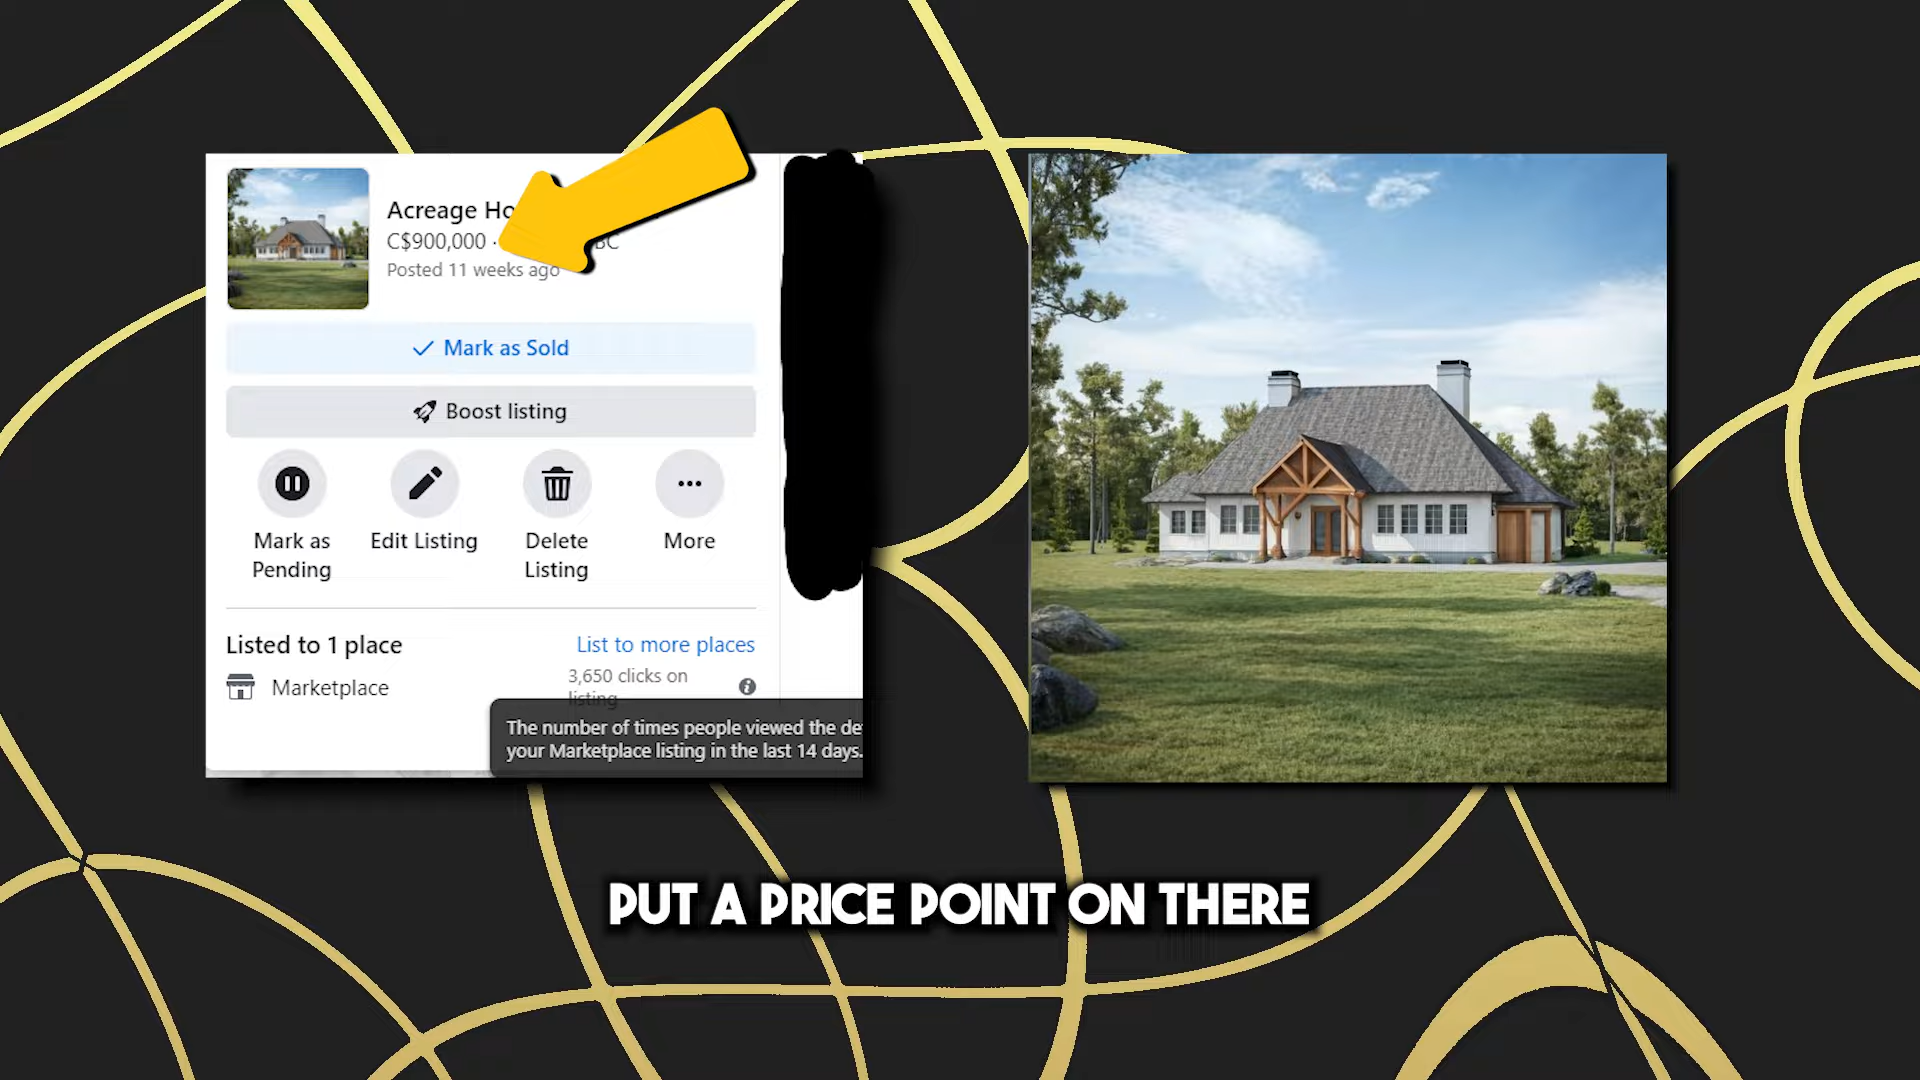 Acreage Ho
C$900,000 · BC
Posted 11 weeks ago
Mark as Sold
Boost listing
Mark as
Pending
Edit Listing
Delete
Listing
More
Listed to 1 place
List to more places
Marketplace
3,650 clicks on
listing
The number of times people viewed the de
your Marketplace listing in the last 14 days.
PUT A PRICE POINT ON THERE